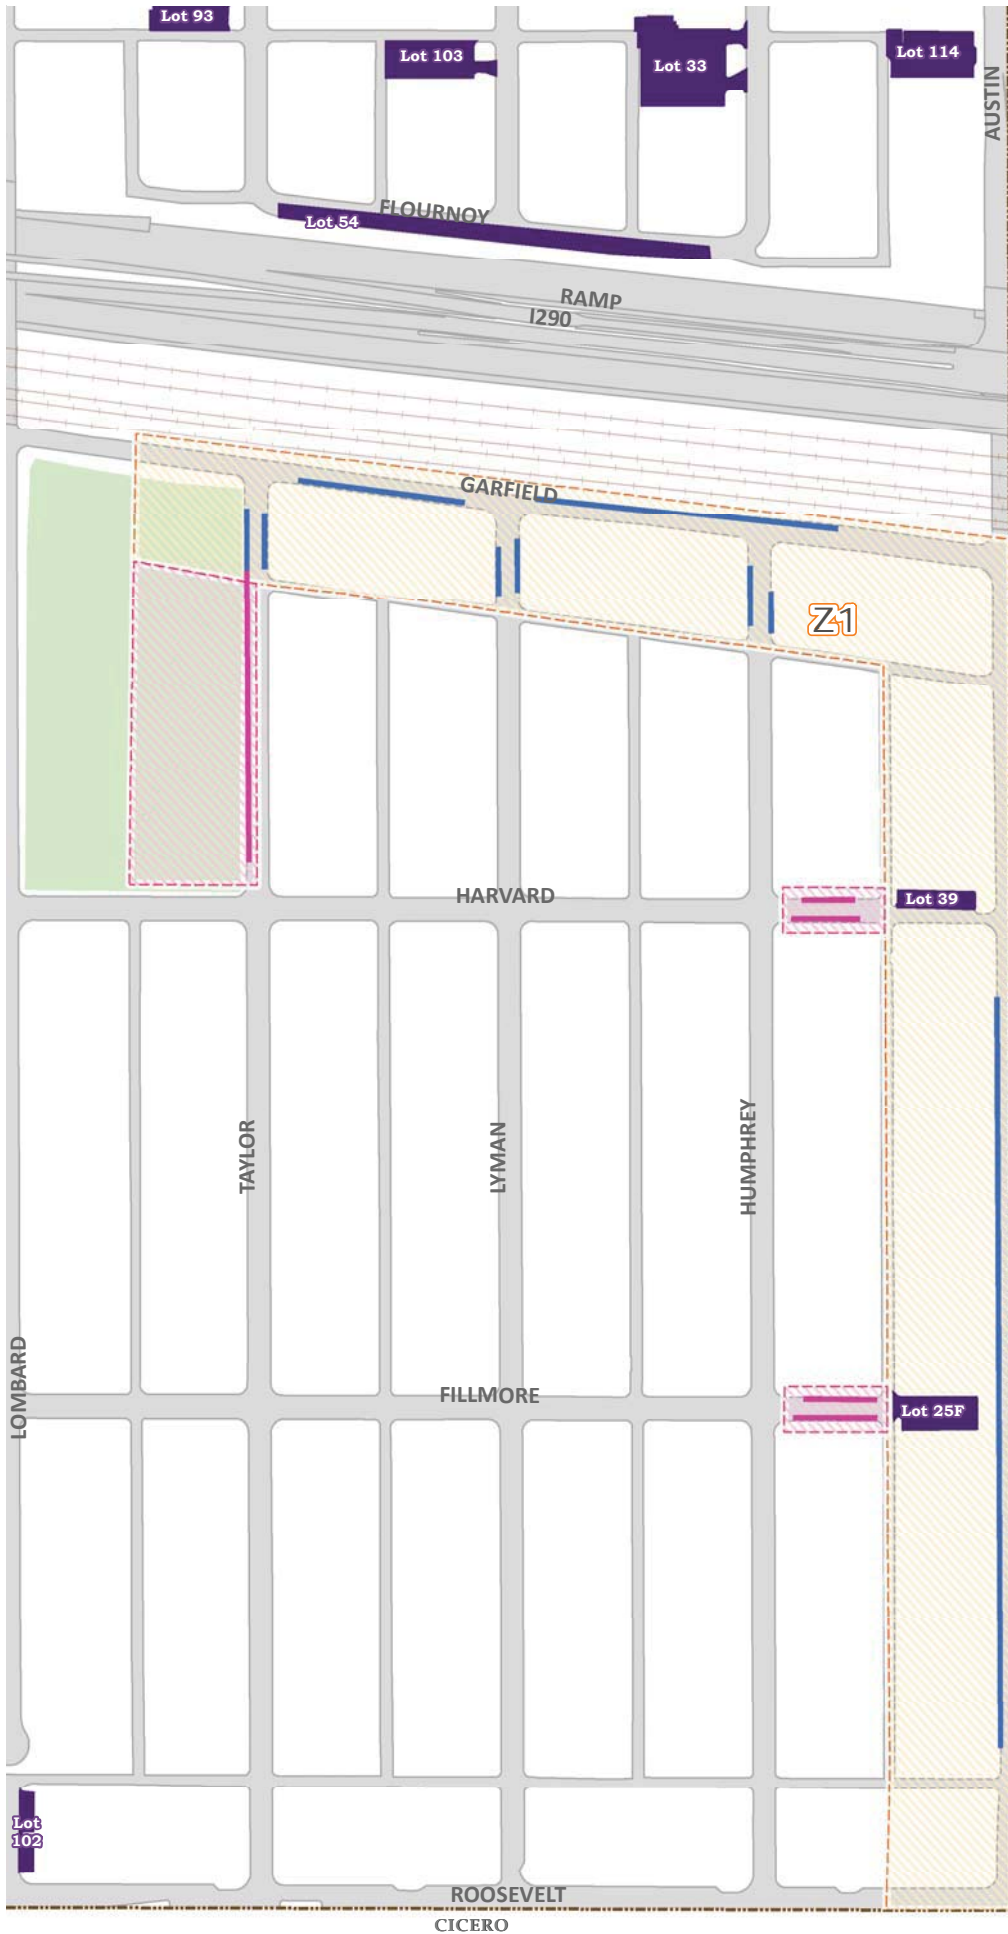 Lot 93
Lot 103
Lot 33
Lot 114
AUSTIN
FLOURNOY
Lot 54
RAMP
I290
GARFIELD
Z1
HARVARD
Lot 39
TAYLOR
LYMAN
HUMPHREY
LOMBARD
FILLMORE
Lot 25F
Lot
102
ROOSEVELT
CICERO